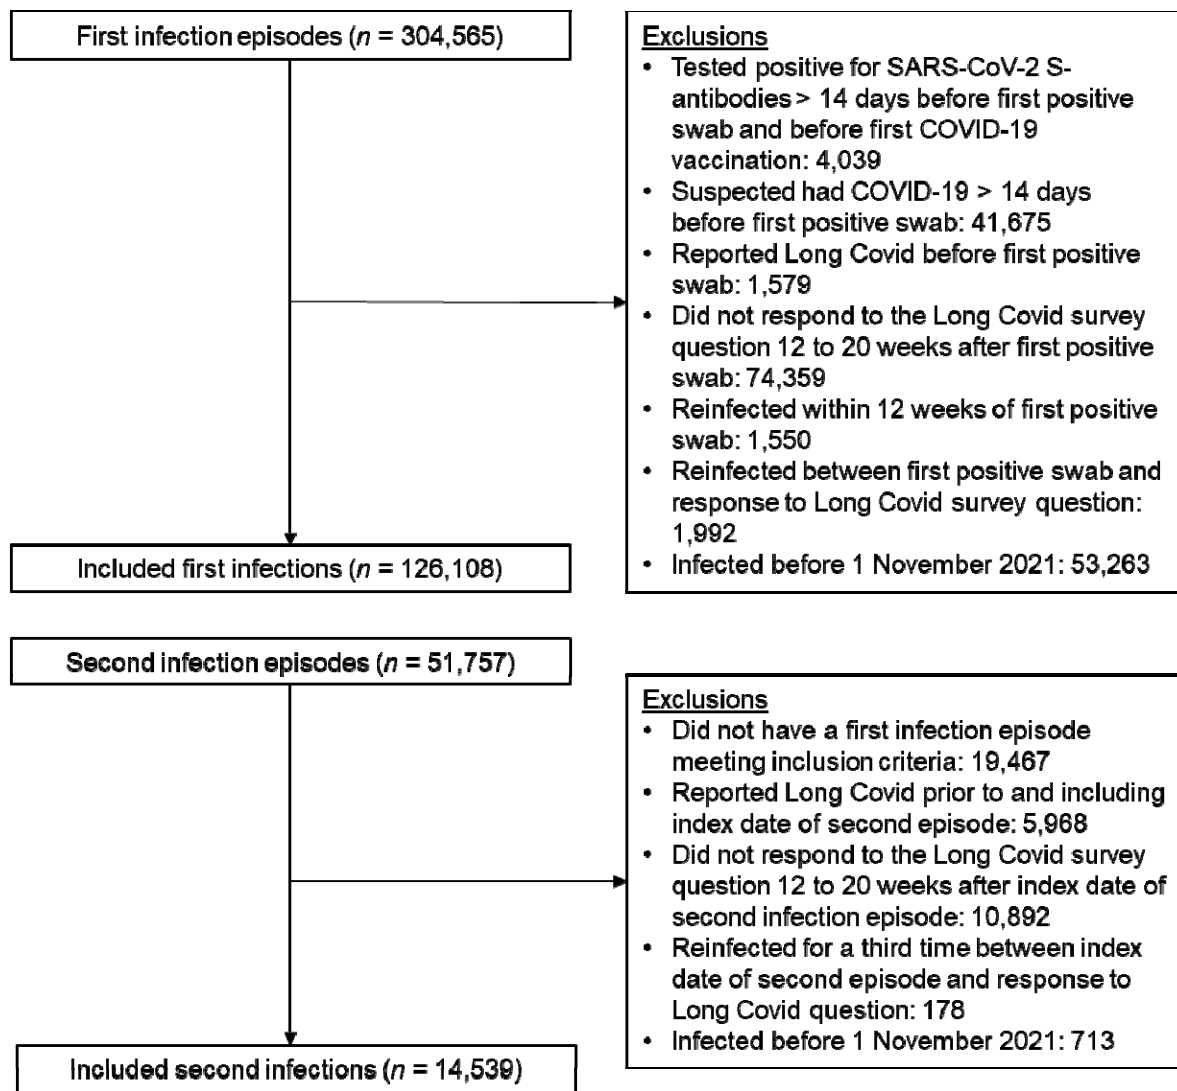 First infection episodes (n = 304,565)
Exclusions
• Tested positive for SARS-CoV-2 S-
antibodies > 14 days before first positive
swab and before first COVID-19
vaccination: 4,039
• Suspected had COVID-19 > 14 days
before first positive swab: 41,675
• Reported Long Covid before first positive
swab: 1,579
• Did not respond to the Long Covid survey
question 12 to 20 weeks after first positive
swab: 74,359
• Reinfected within 12 weeks of first positive
swab: 1,550
• Reinfected between first positive swab and
response to Long Covid survey question:
1,992
• Infected before 1 November 2021: 53,263
Included first infections (n = 126,108)
Second infection episodes (n = 51,757)
Exclusions
• Did not have a first infection episode
meeting inclusion criteria: 19,467
• Reported Long Covid prior to and including
index date of second episode: 5,968
• Did not respond to the Long Covid survey
question 12 to 20 weeks after index date of
second infection episode: 10,892
• Reinfected for a third time between index
date of second episode and response to
Long Covid question: 178
• Infected before 1 November 2021: 713
Included second infections (n = 14,539)